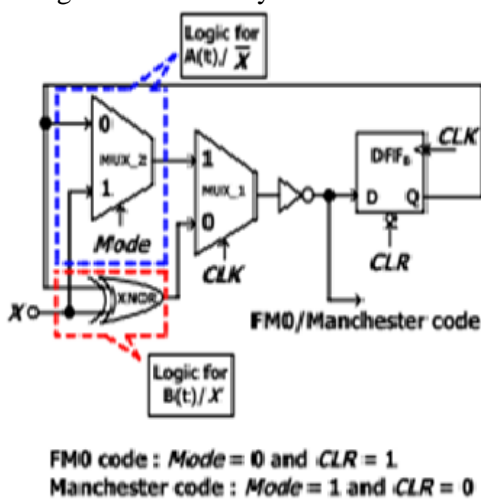 Logic for
A(t)/ X̅
0
MUX_2
1
Mode
1
MUX_1
0
CLK
DFF_B
CLK
D
Q
CLR
X
XNOR
FM0/Manchester code
Logic for
B(t)/X
FM0 code : Mode = 0 and CLR = 1
Manchester code : Mode = 1 and CLR = 0